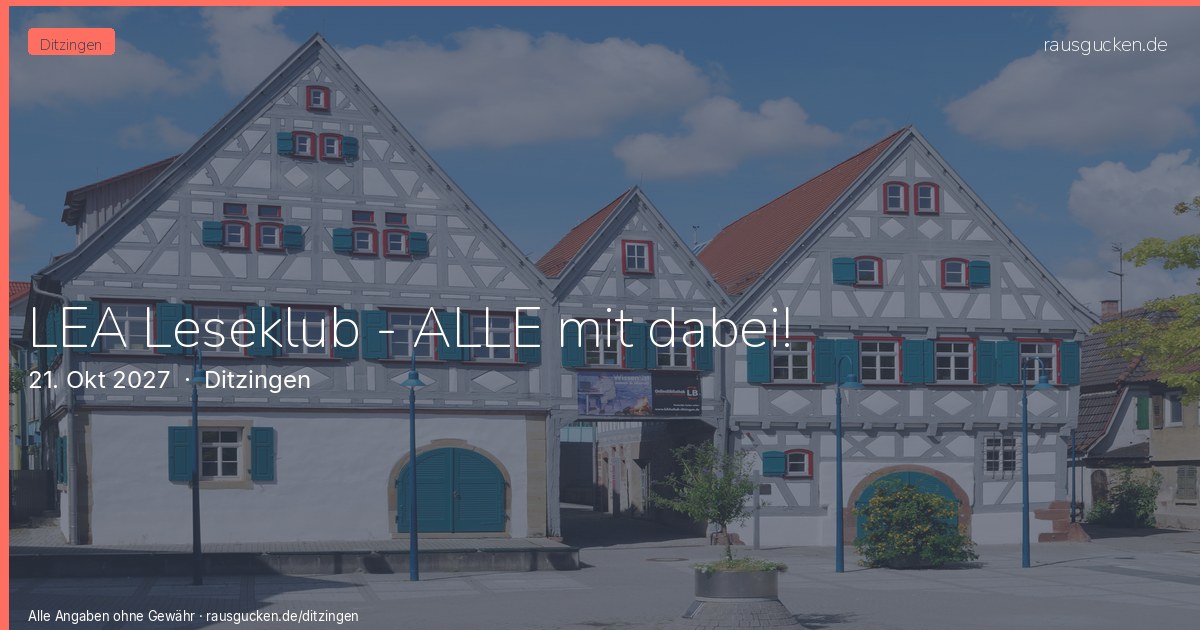 Ditzingen
rausgucken.de
LEA Leseklub - ALLE mit dabei!
21. Okt 2027 · Ditzingen
LB
Alle Angaben ohne Gewähr · rausgucken.de/ditzingen